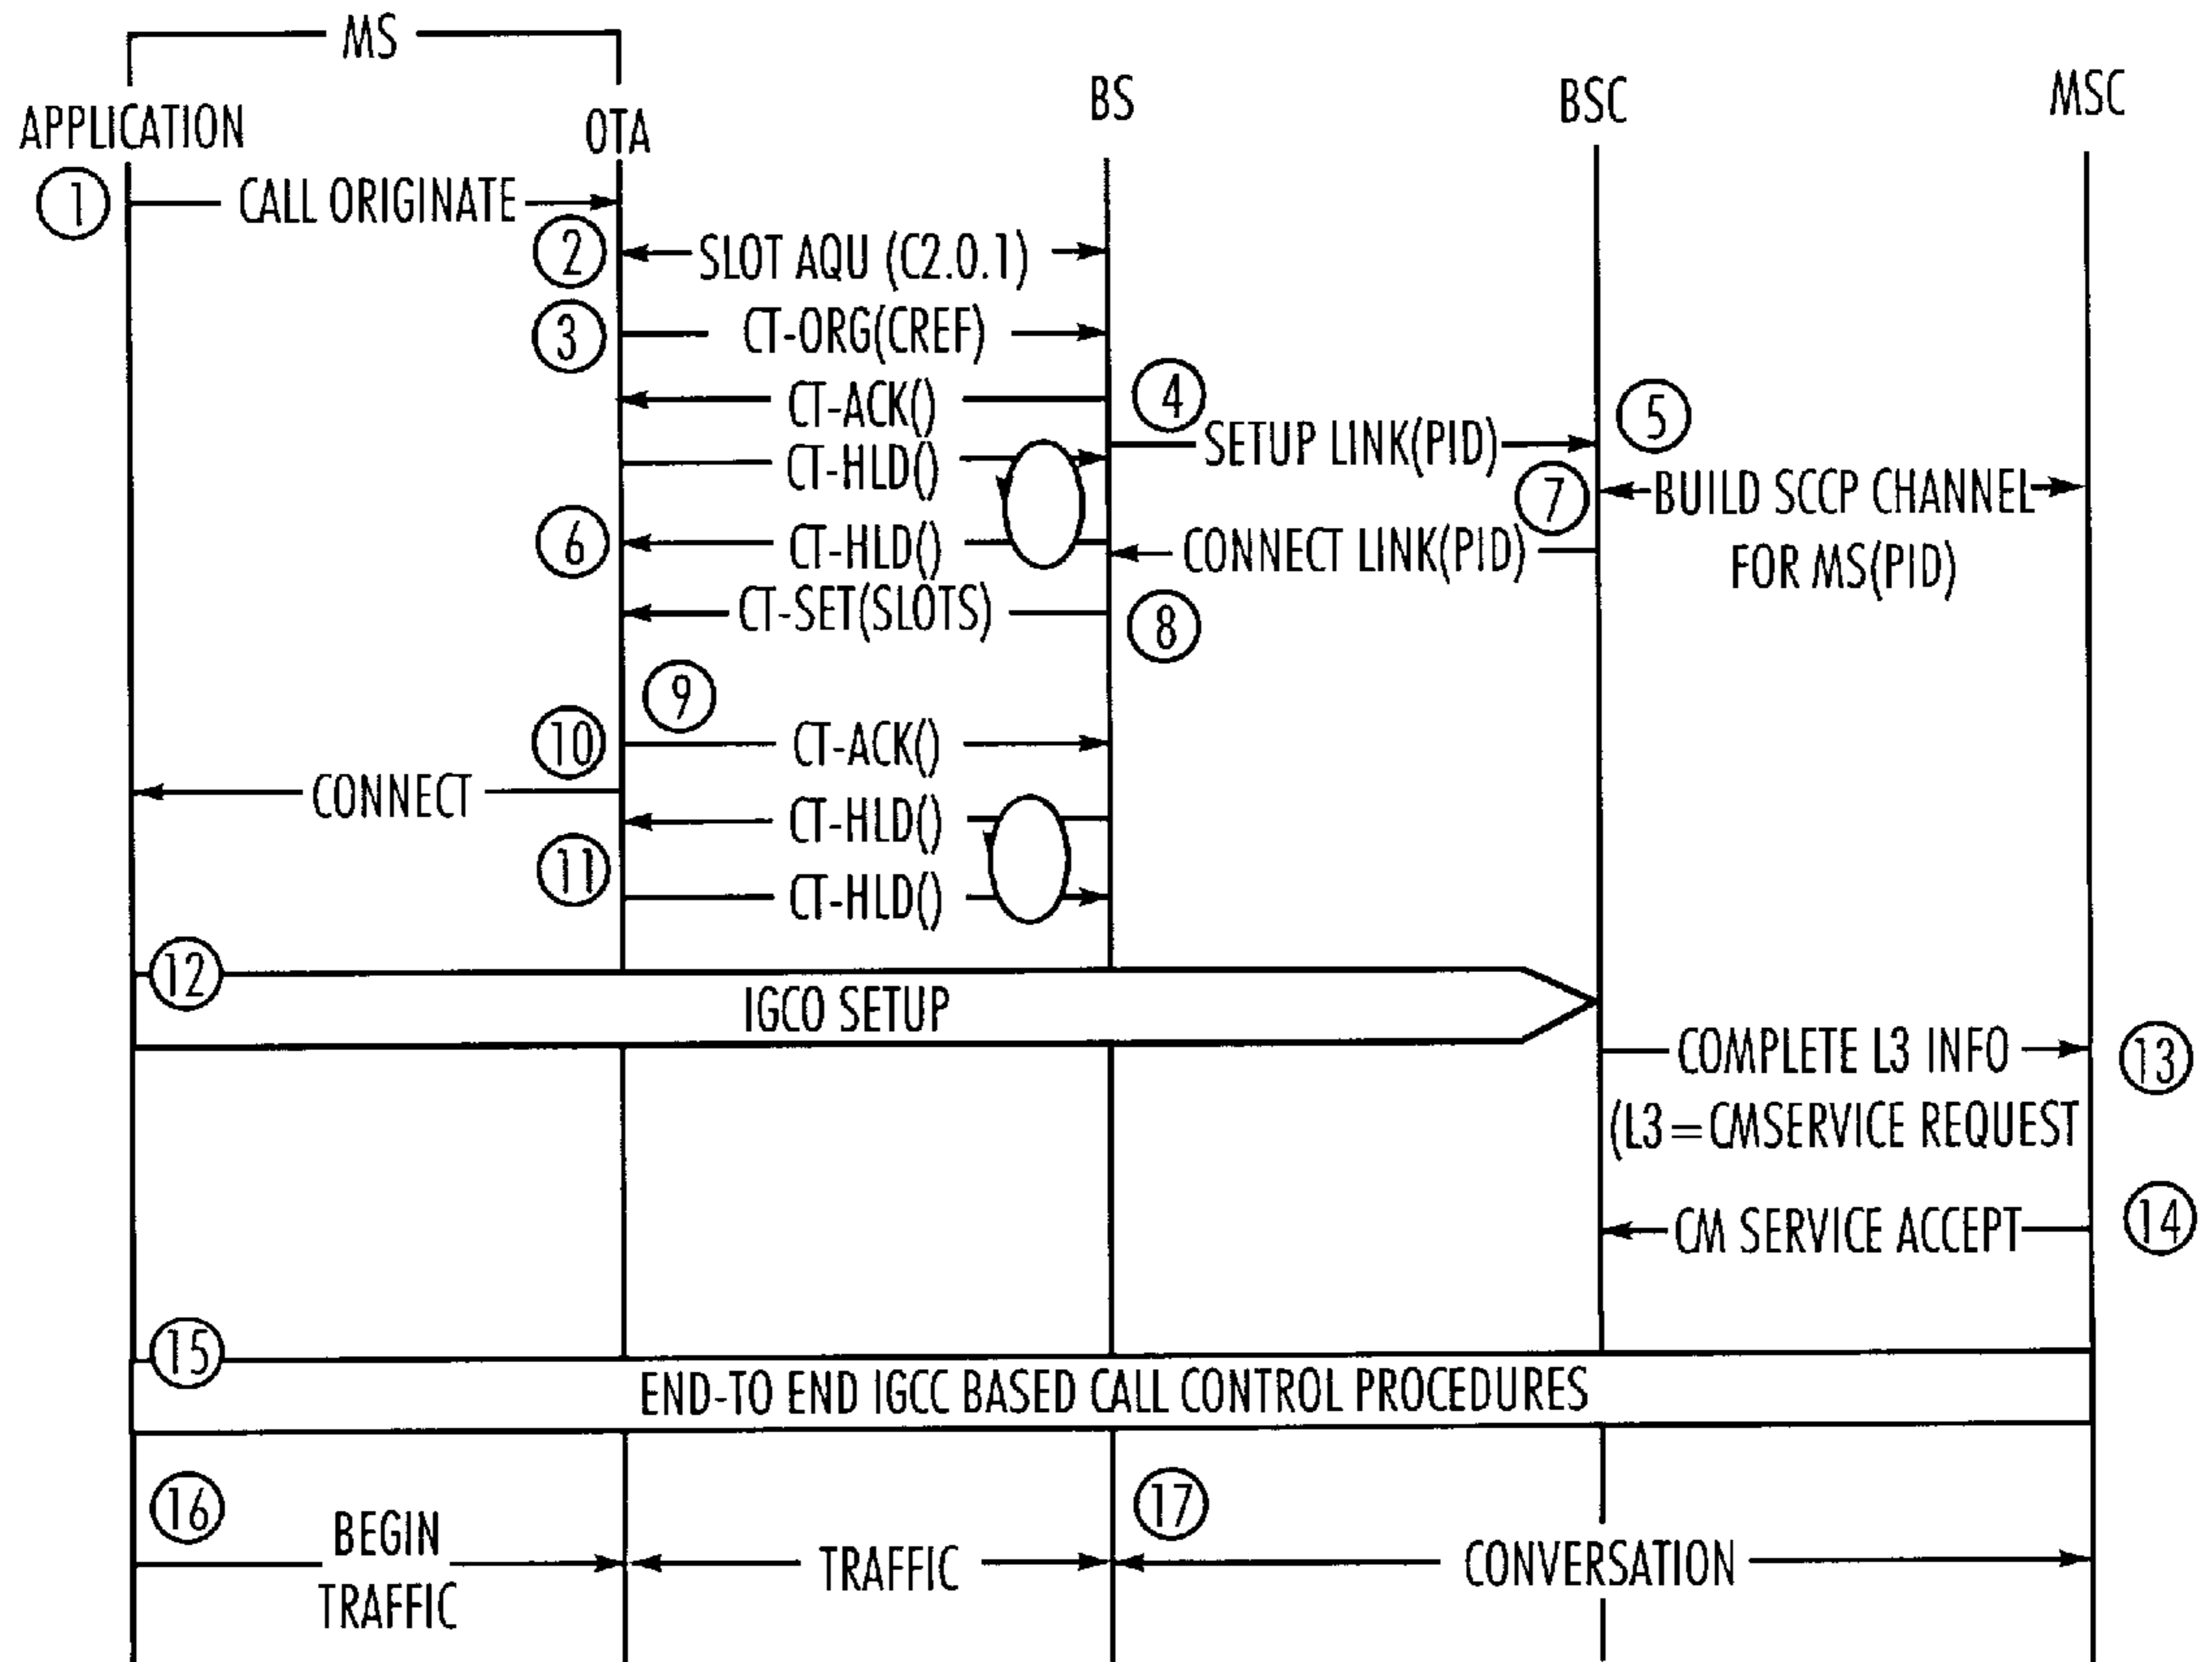 MS
APPLICATION
OTA
BS
BSC
MSC
1
CALL ORIGINATE
2
SLOT AQU (C2.0.1)
3
CT-ORG(CREF)
CT-ACK()
4
SETUP LINK(PID)
5
CT-HLD()
7
BUILD SCCP CHANNEL
FOR MS(PID)
6
CT-HLD()
CONNECT LINK(PID)
CT-SET(SLOTS)
8
9
10
CT-ACK()
CONNECT
CT-HLD()
11
CT-HLD()
12
IGCO SETUP
COMPLETE L3 INFO
13
(L3=CMSERVICE REQUEST
CM SERVICE ACCEPT
14
15
END-TO END IGCC BASED CALL CONTROL PROCEDURES
16
17
BEGIN
TRAFFIC
TRAFFIC
CONVERSATION